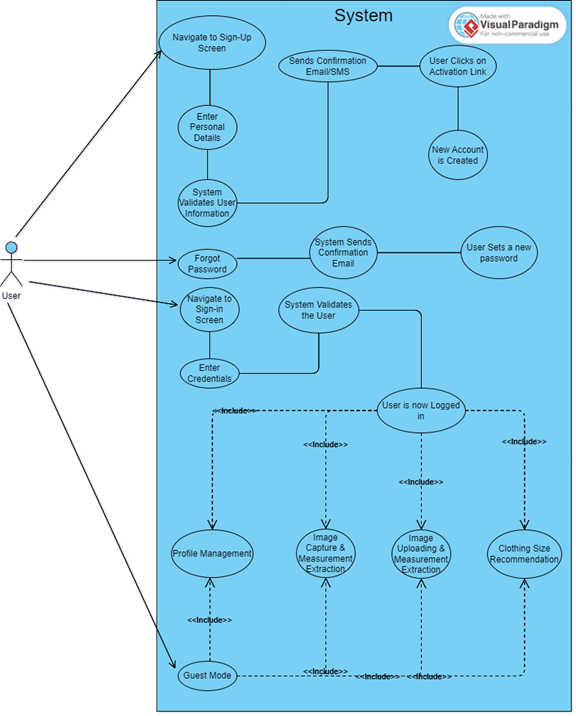 System
Made with
VisualParadigm
For non-commercial use
Navigate to Sign-Up
Screen
Sends Confirmation
Email/SMS
User Clicks on
Activation Link
Enter
Personal
Details
New Account
is Created
System
Validates User
Information
User
Forgot
Password
System Sends
Confirmation
Email
User Sets a new
password
Navigate to
Sign-in
Screen
System Validates
the User
Enter
Credentials
User is now Logged
in
<<Include>>
<<Include>>
<<Include>>
<<Include>>
Profile Management
Image
Capture &
Measurement
Extraction
Image
Uploading &
Measurement
Extraction
Clothing Size
Recommendation
<<Include>>
Guest Mode
<<Include>>
<<Include>>
<<Include>>